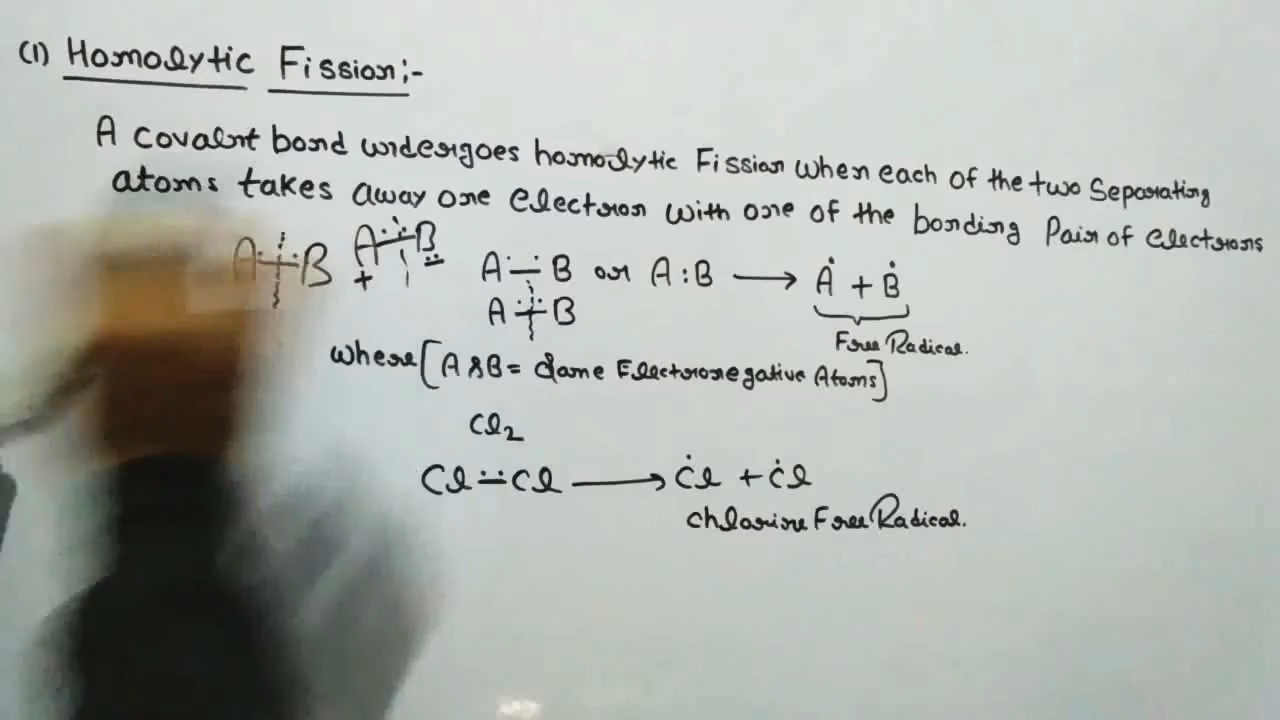 (1) Homolytic Fission:-
A covalent bond undergoes homolytic Fission when each of the two Separating
atoms takes away one electron with one of the bonding Pair of electrons
A÷B A÷B A–B or A:B ⟶ Ȧ + Ḃ
+ A÷B
Free Radical.
where [A & B = Same Electronegative Atoms]
Cl₂
Cl–Cl ⟶ Ċl + Ċl
chlorine Free Radical.